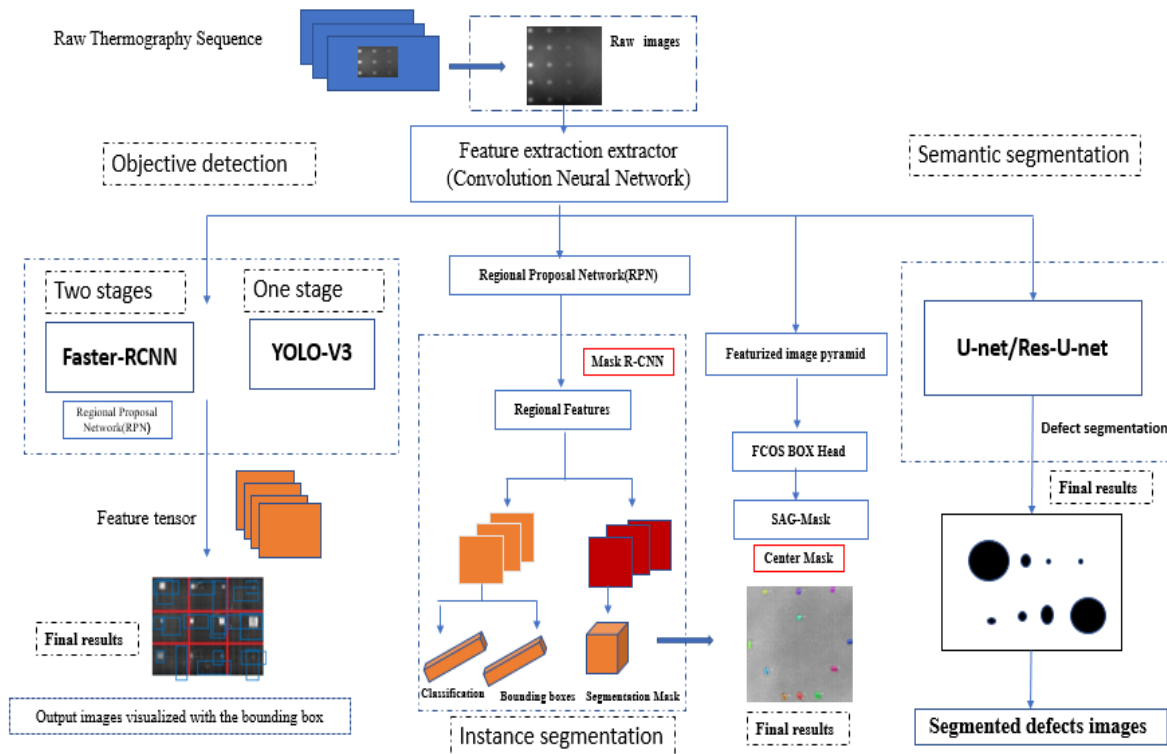 Raw Thermography Sequence
Raw images
Objective detection
Feature extraction extractor
(Convolution Neural Network)
Semantic segmentation
Two stages
One stage
Faster-RCNN
YOLO-V3
Regional Proposal
Network(RPN)
Feature tensor
Final results
Output images visualized with the bounding box
Regional Proposal Network(RPN)
Mask R-CNN
Regional Features
Classification
Bounding boxes
Segmentation Mask
Instance segmentation
Featurized image pyramid
FCOS BOX Head
SAG-Mask
Center Mask
Final results
U-net/Res-U-net
Defect segmentation
Final results
Segmented defects images